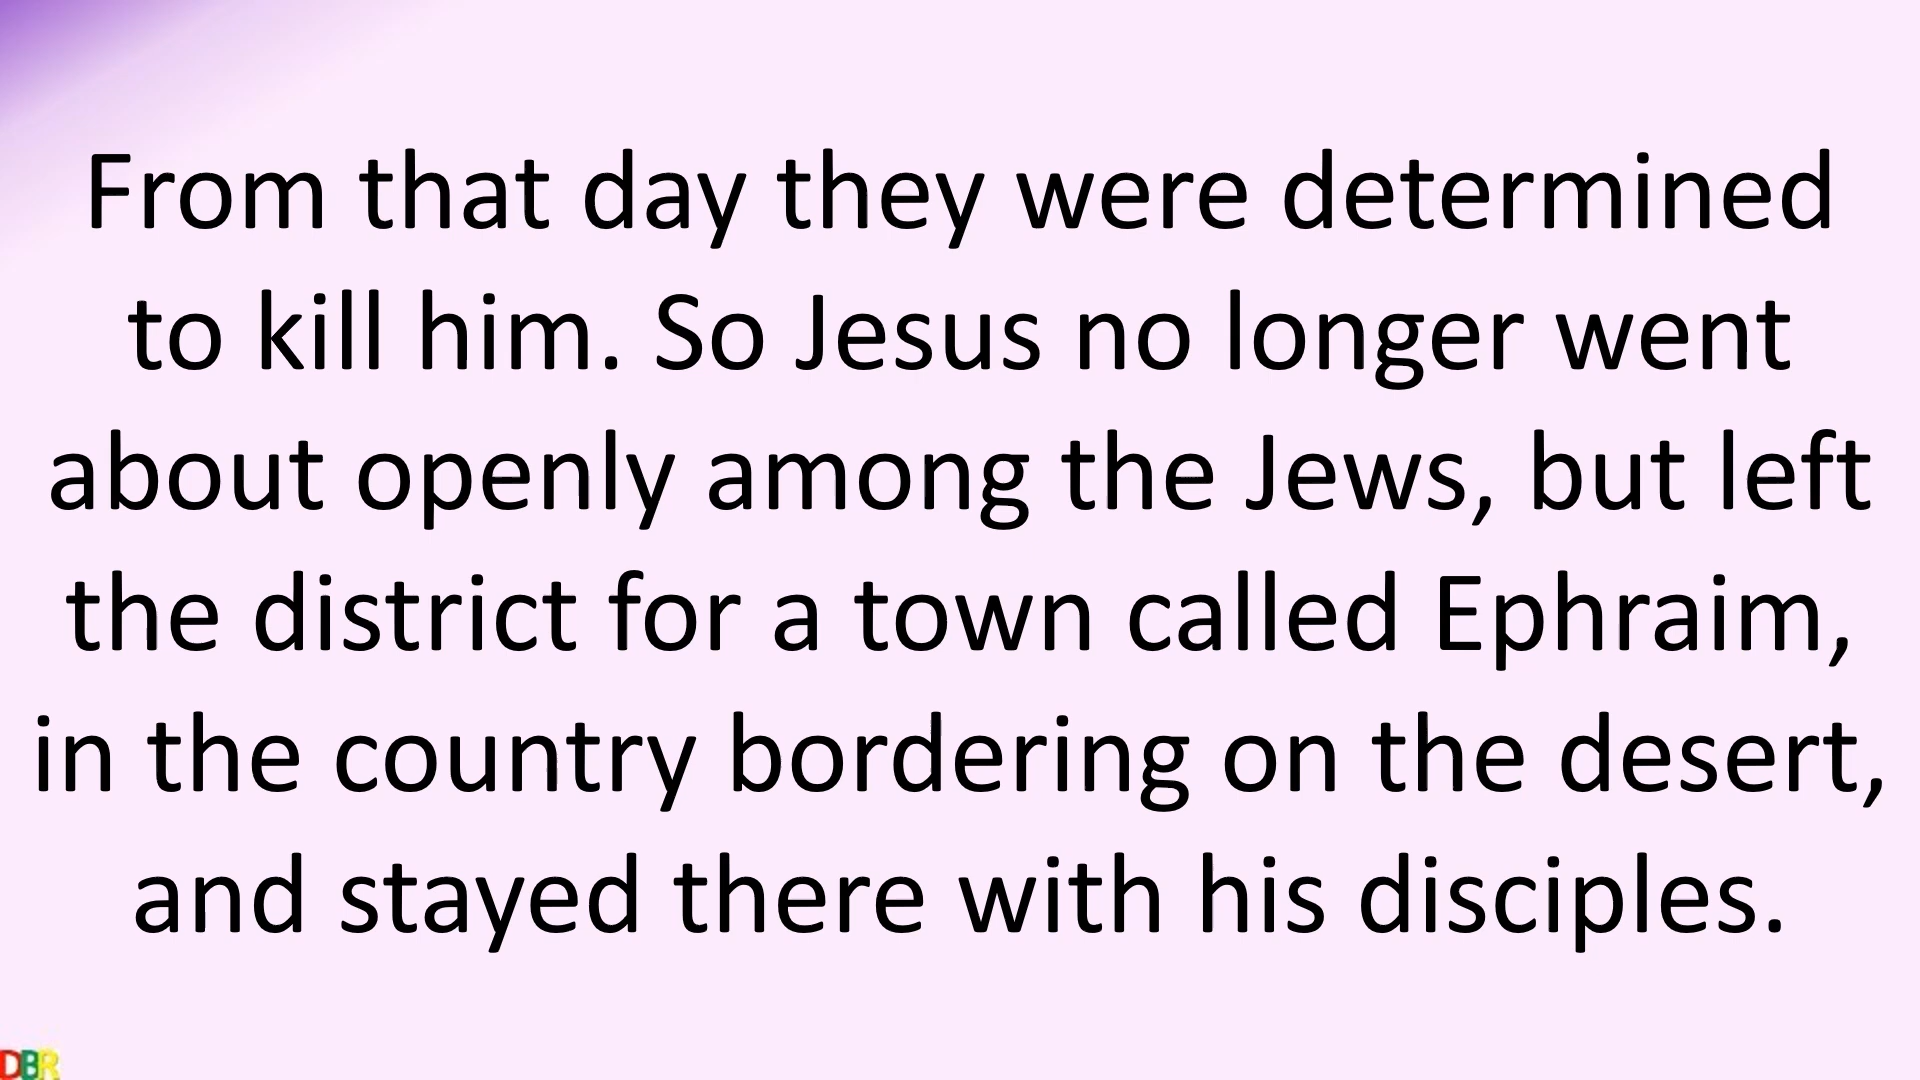 From that day they were determined
to kill him. So Jesus no longer went
about openly among the Jews, but left
the district for a town called Ephraim,
in the country bordering on the desert,
and stayed there with his disciples.
DBR